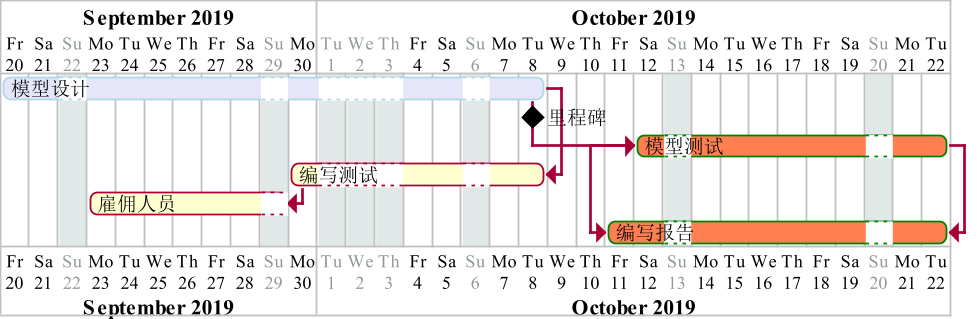 September 2019 October 2019
Fr Sa Su Mo Tu We Th Fr Sa Su Mo Tu We Th Fr Sa Su Mo Tu We Th Fr Sa Su Mo Tu We Th Fr Sa Su Mo Tu
20 21 22 23 24 25 26 27 28 29 30 1 2 3 4 5 6 7 8 9 10 11 12 13 14 15 16 17 18 19 20 21 22
模型设计
里程碑
模型测试
编写测试
雇佣人员
编写报告
Fr Sa Su Mo Tu We Th Fr Sa Su Mo Tu We Th Fr Sa Su Mo Tu We Th Fr Sa Su Mo Tu We Th Fr Sa Su Mo Tu
20 21 22 23 24 25 26 27 28 29 30 1 2 3 4 5 6 7 8 9 10 11 12 13 14 15 16 17 18 19 20 21 22
September 2019 October 2019